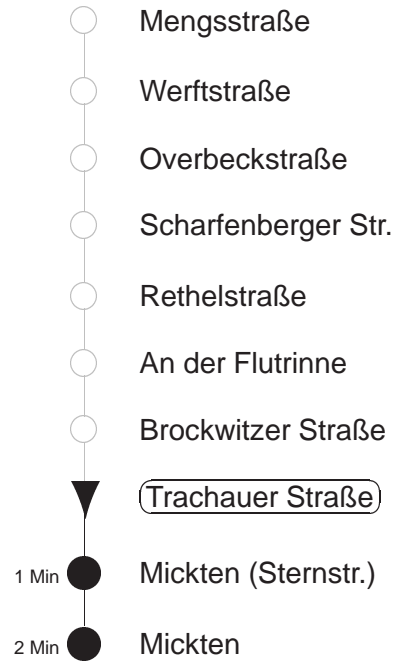 Mengsstraße
Werftstraße
Overbeckstraße
Scharfenberger Str.
Rethelstraße
An der Flutrinne
Brockwitzer Straße
Trachauer Straße
1 Min Mickten (Sternstr.)
2 Min Mickten